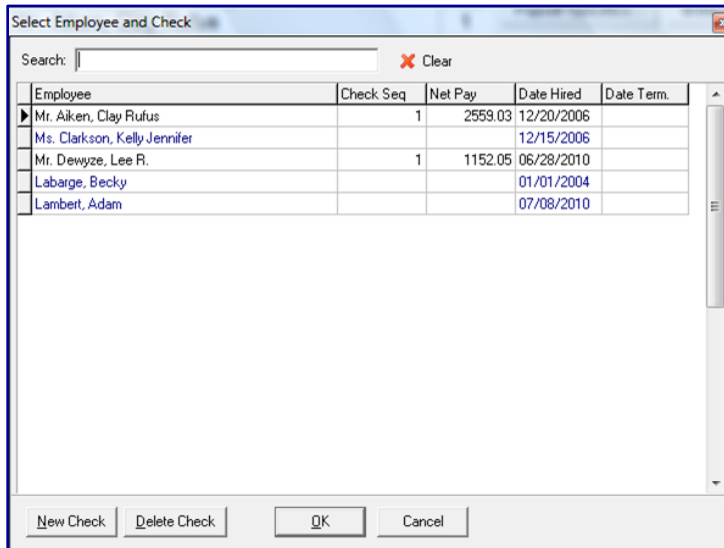 Select Employee and Check
Search: Clear
Employee Check Seq Net Pay Date Hired Date Term.
Mr. Aiken, Clay Rufus 1 2559.03 12/20/2006
Ms. Clarkson, Kelly Jennifer 12/15/2006
Mr. Dewyze, Lee R. 1 1152.05 06/28/2010
Labarge, Becky 01/01/2004
Lambert, Adam 07/08/2010
New Check Delete Check OK Cancel